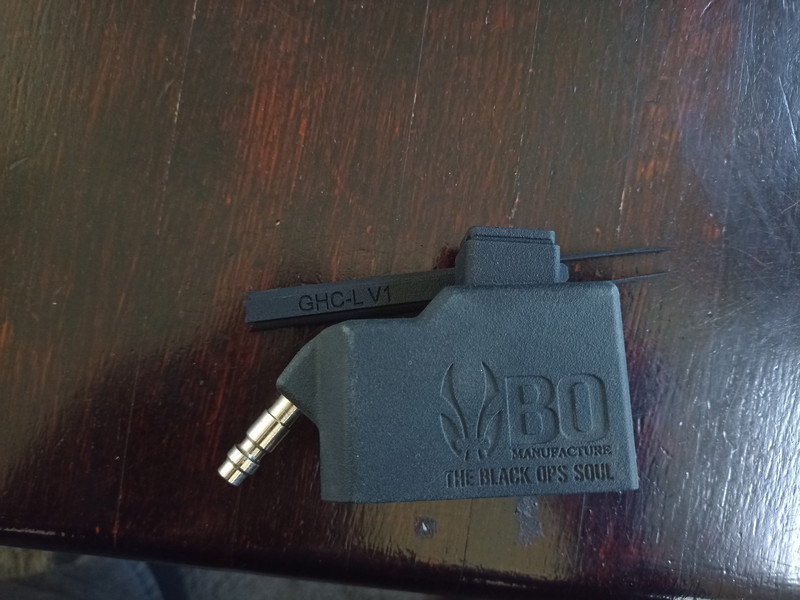 GHC-L V1
BO
MANUFACTURE
THE BLACK OPS SOUL